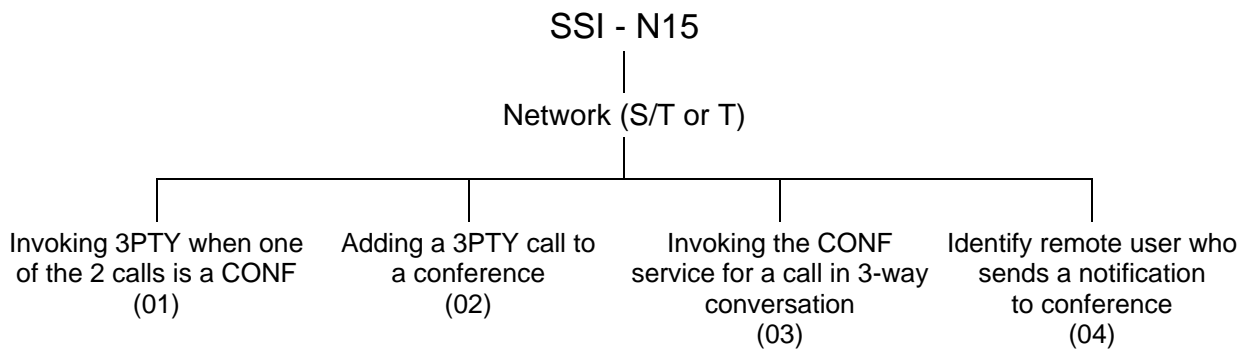 SSI - N15
Network (S/T or T)
Invoking 3PTY when one
of the 2 calls is a CONF
(01)
Adding a 3PTY call to
a conference
(02)
Invoking the CONF
service for a call in 3-way
conversation
(03)
Identify remote user who
sends a notification
to conference
(04)